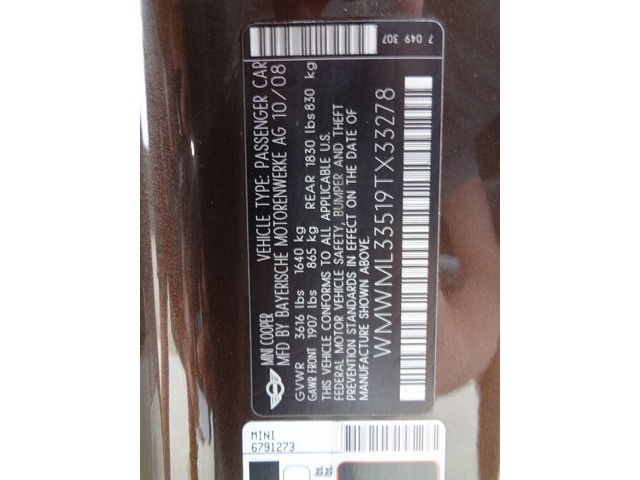 MINI COOPER
VEHICLE TYPE: PASSENGER CAR
MFD BY BAYERISCHE MOTORENWERKE AG 10/08
GVWR 3616 lbs 1640 kg
GAWR FRONT 1907 lbs 865 kg REAR 1830 lbs 830 kg
THIS VEHICLE CONFORMS TO ALL APPLICABLE U.S.
FEDERAL MOTOR VEHICLE SAFETY, BUMPER AND THEFT
PREVENTION STANDARDS IN EFFECT ON THE DATE OF
MANUFACTURE SHOWN ABOVE.
WMWML33519TX33278
7 049 307
MINI
6791273